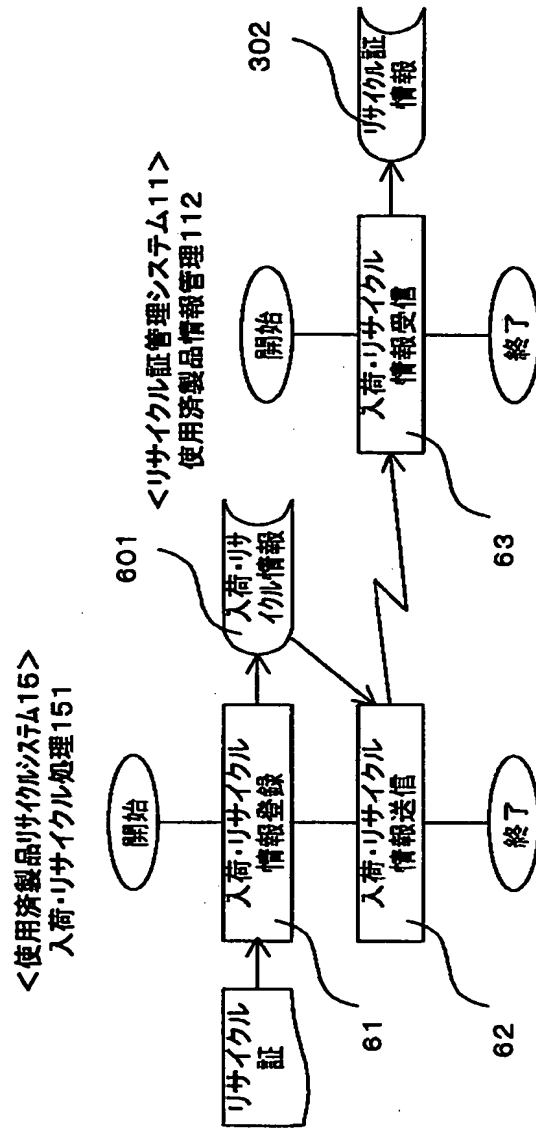 <使用済製品リサイクルシステム15>
入荷・リサイクル処理151
開始
リサイクル
証
入荷・リサイクル
情報登録
61
入荷・リサ
イクル情報
601
入荷・リサイクル
情報送信
62
終了
<リサイクル証管理システム11>
使用済製品情報管理112
開始
入荷・リサイクル
情報受信
63
リサイクル証
情報
302
終了